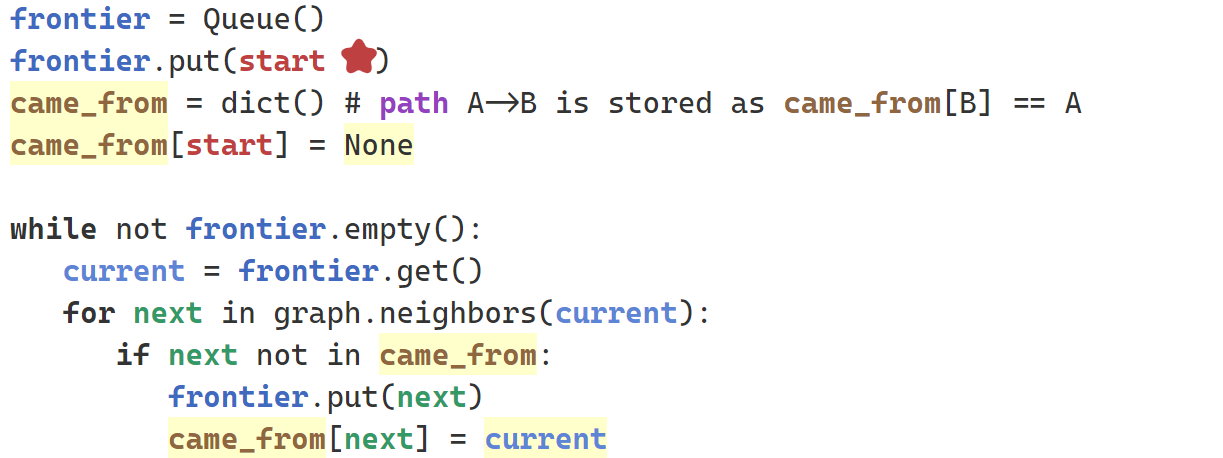 frontier = Queue()
frontier.put(start ★)
came_from = dict() # path A→B is stored as came_from[B] == A
came_from[start] = None

while not frontier.empty():
   current = frontier.get()
   for next in graph.neighbors(current):
      if next not in came_from:
         frontier.put(next)
         came_from[next] = current